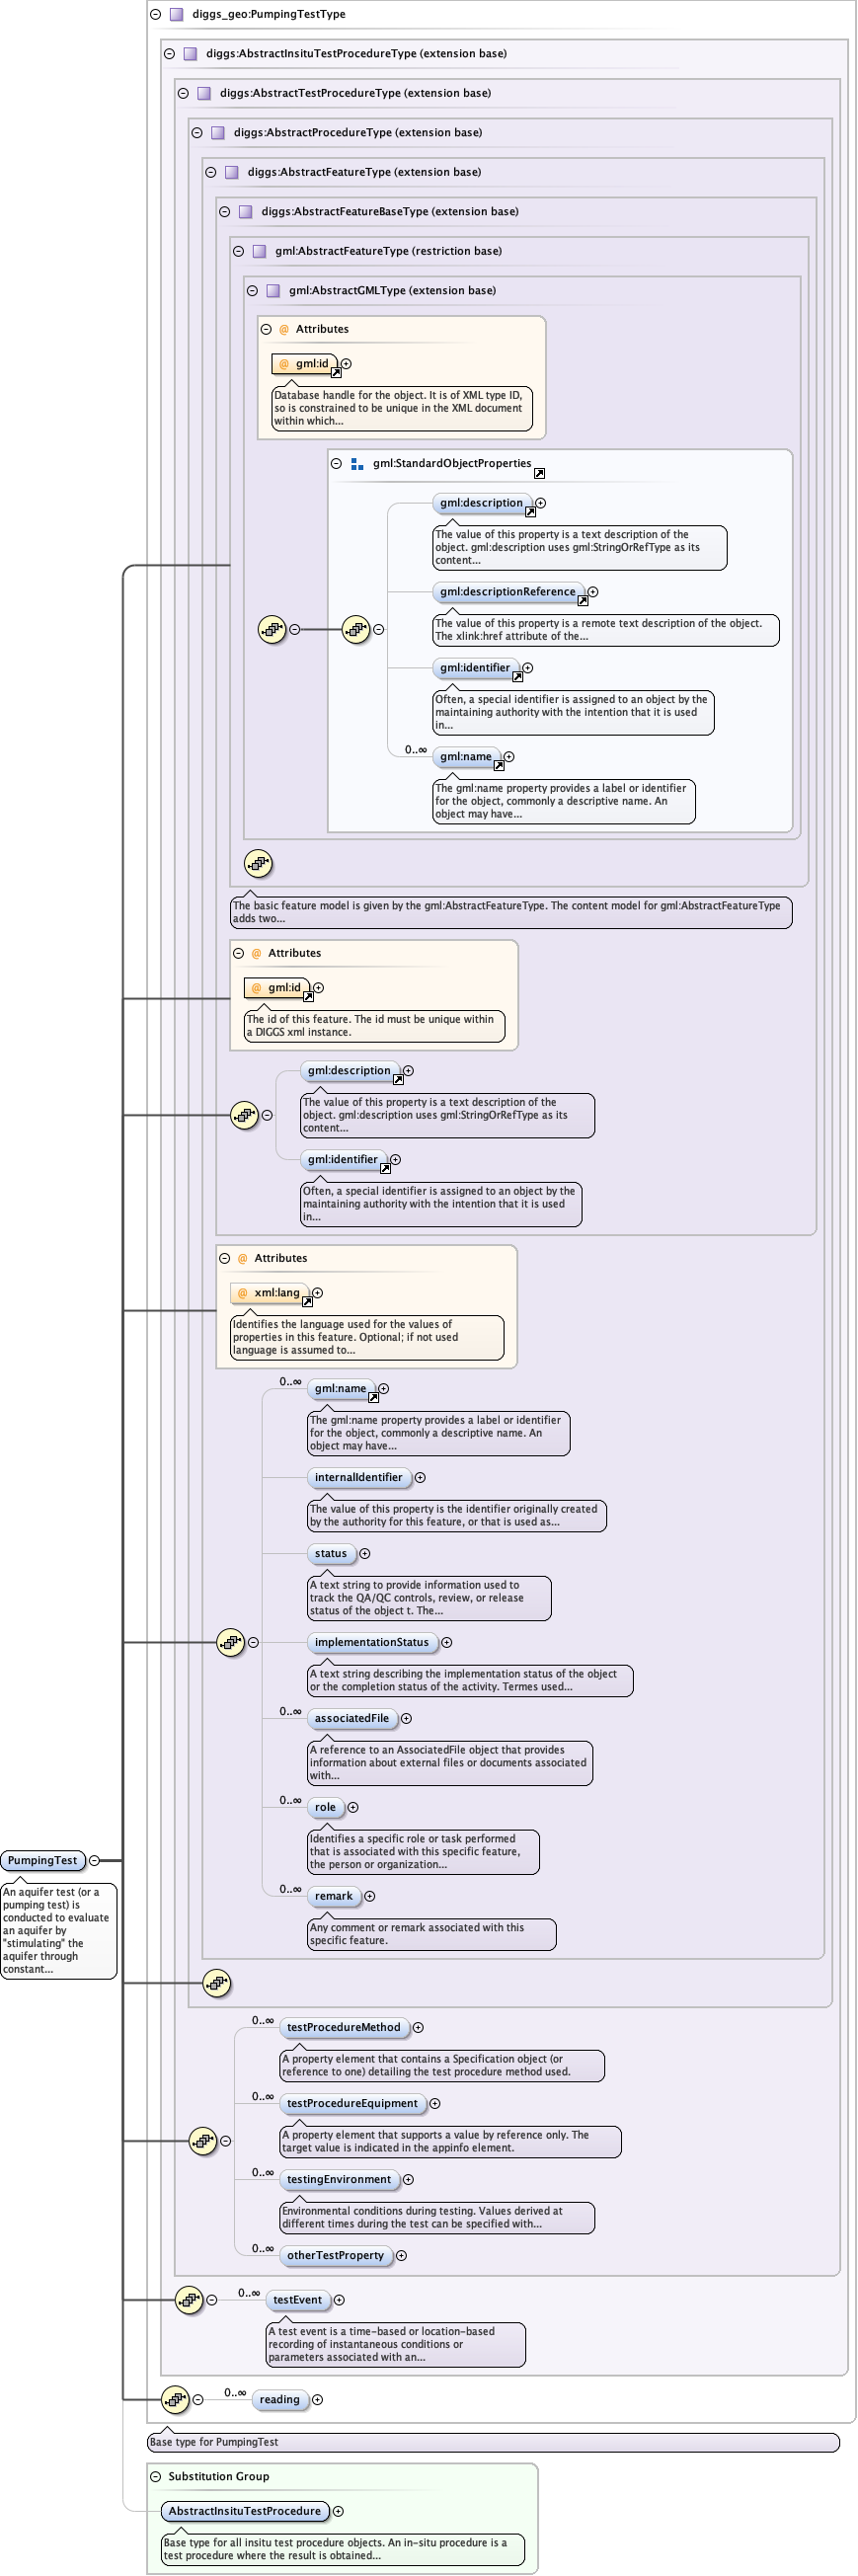 diggs_geo:PumpingTestType
diggs:AbstractInsituTestProcedureType (extension base)
diggs:AbstractTestProcedureType (extension base)
diggs:AbstractProcedureType (extension base)
diggs:AbstractFeatureType (extension base)
diggs:AbstractFeatureBaseType (extension base)
gml:AbstractFeatureType (restriction base)
gml:AbstractGMLType (extension base)
@ Attributes
@ gml:id
Database handle for the object. It is of XML type ID,
so is constrained to be unique in the XML document
within which...
gml:StandardObjectProperties
gml:description
The value of this property is a text description of the
object. gml:description uses gml:StringOrRefType as its
content...
gml:descriptionReference
The value of this property is a remote text description of the object.
The xlink:href attribute of the...
gml:identifier
Often, a special identifier is assigned to an object by the
maintaining authority with the intention that it is used
in...
0..∞
gml:name
The gml:name property provides a label or identifier
for the object, commonly a descriptive name. An
object may have...
The basic feature model is given by the gml:AbstractFeatureType. The content model for gml:AbstractFeatureType
adds two...
@ Attributes
@ gml:id
The id of this feature. The id must be unique within
a DIGGS xml instance.
gml:description
The value of this property is a text description of the
object. gml:description uses gml:StringOrRefType as its
content...
gml:identifier
Often, a special identifier is assigned to an object by the
maintaining authority with the intention that it is used
in...
@ Attributes
@ xml:lang
Identifies the language used for the values of
properties in this feature. Optional; if not used
language is assumed to...
0..∞
gml:name
The gml:name property provides a label or identifier
for the object, commonly a descriptive name. An
object may have...
internalIdentifier
The value of this property is the identifier originally created
by the authority for this feature, or that is used as...
status
A text string to provide information used to
track the QA/QC controls, review, or release
status of the object t. The...
implementationStatus
A text string describing the implementation status of the object
or the completion status of the activity. Termes used...
0..∞
associatedFile
A reference to an AssociatedFile object that provides
information about external files or documents associated
with...
0..∞
role
Identifies a specific role or task performed
that is associated with this specific feature,
the person or organization...
0..∞
remark
Any comment or remark associated with this
specific feature.
PumpingTest
An aquifer test (or a
pumping test) is
conducted to evaluate
an aquifer by
"stimulating" the
aquifer through
constant...
0..∞
testProcedureMethod
A property element that contains a Specification object (or
reference to one) detailing the test procedure method used.
0..∞
testProcedureEquipment
A property element that supports a value by reference only. The
target value is indicated in the appinfo element.
0..∞
testingEnvironment
Environmental conditions during testing. Values derived at
different times during the test can be specified with...
0..∞
otherTestProperty
0..∞
testEvent
A test event is a time-based or location-based
recording of instantaneous conditions or
parameters associated with an...
0..∞
reading
Base type for PumpingTest
Substitution Group
AbstractInsituTestProcedure
Base type for all insitu test procedure objects. An in-situ procedure is a
test procedure where the result is obtained...